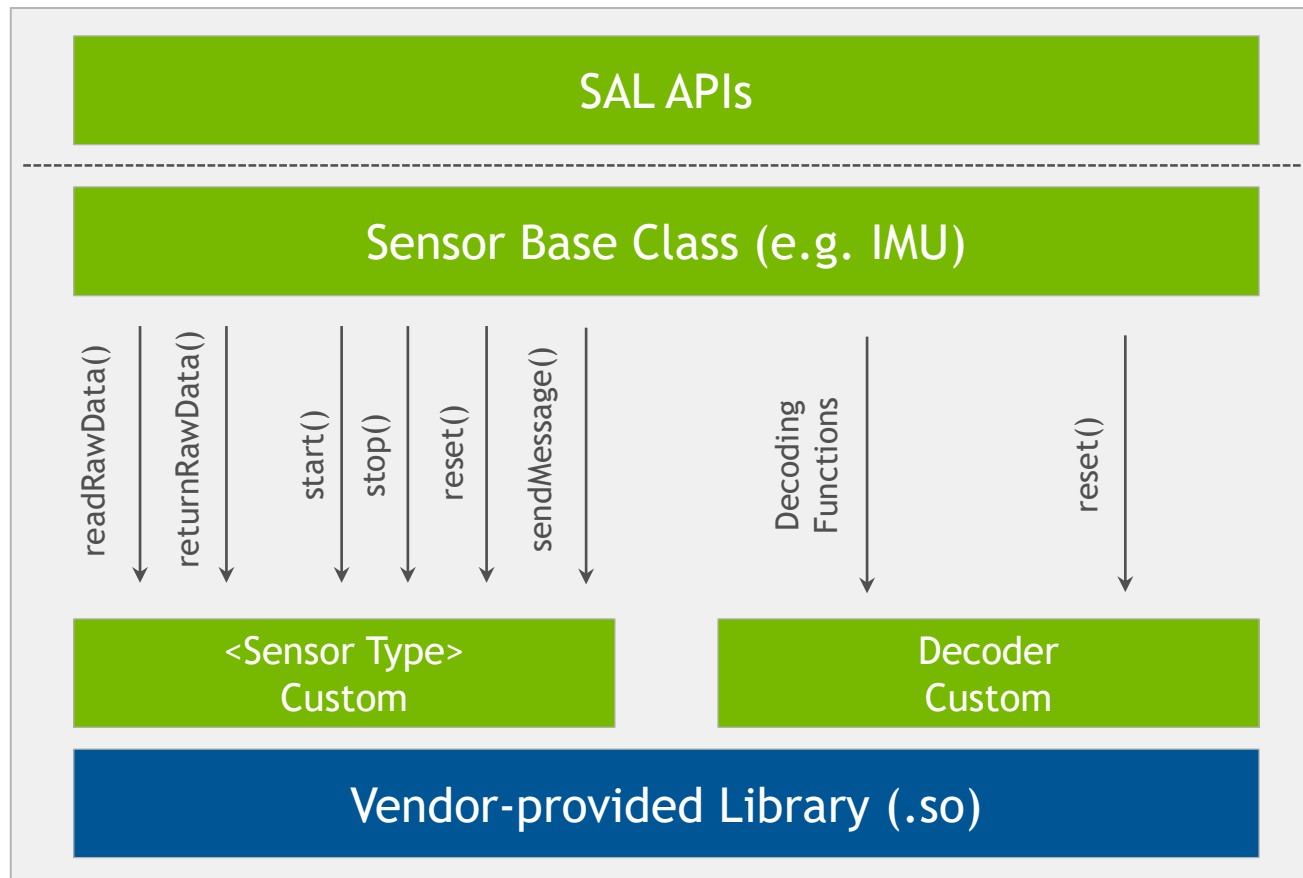 SAL APIs
Sensor Base Class (e.g. IMU)
readRawData()
returnRawData()
start()
stop()
reset()
sendMessage()
Decoding
Functions
reset()
<Sensor Type>
Custom
Decoder
Custom
Vendor-provided Library (.so)